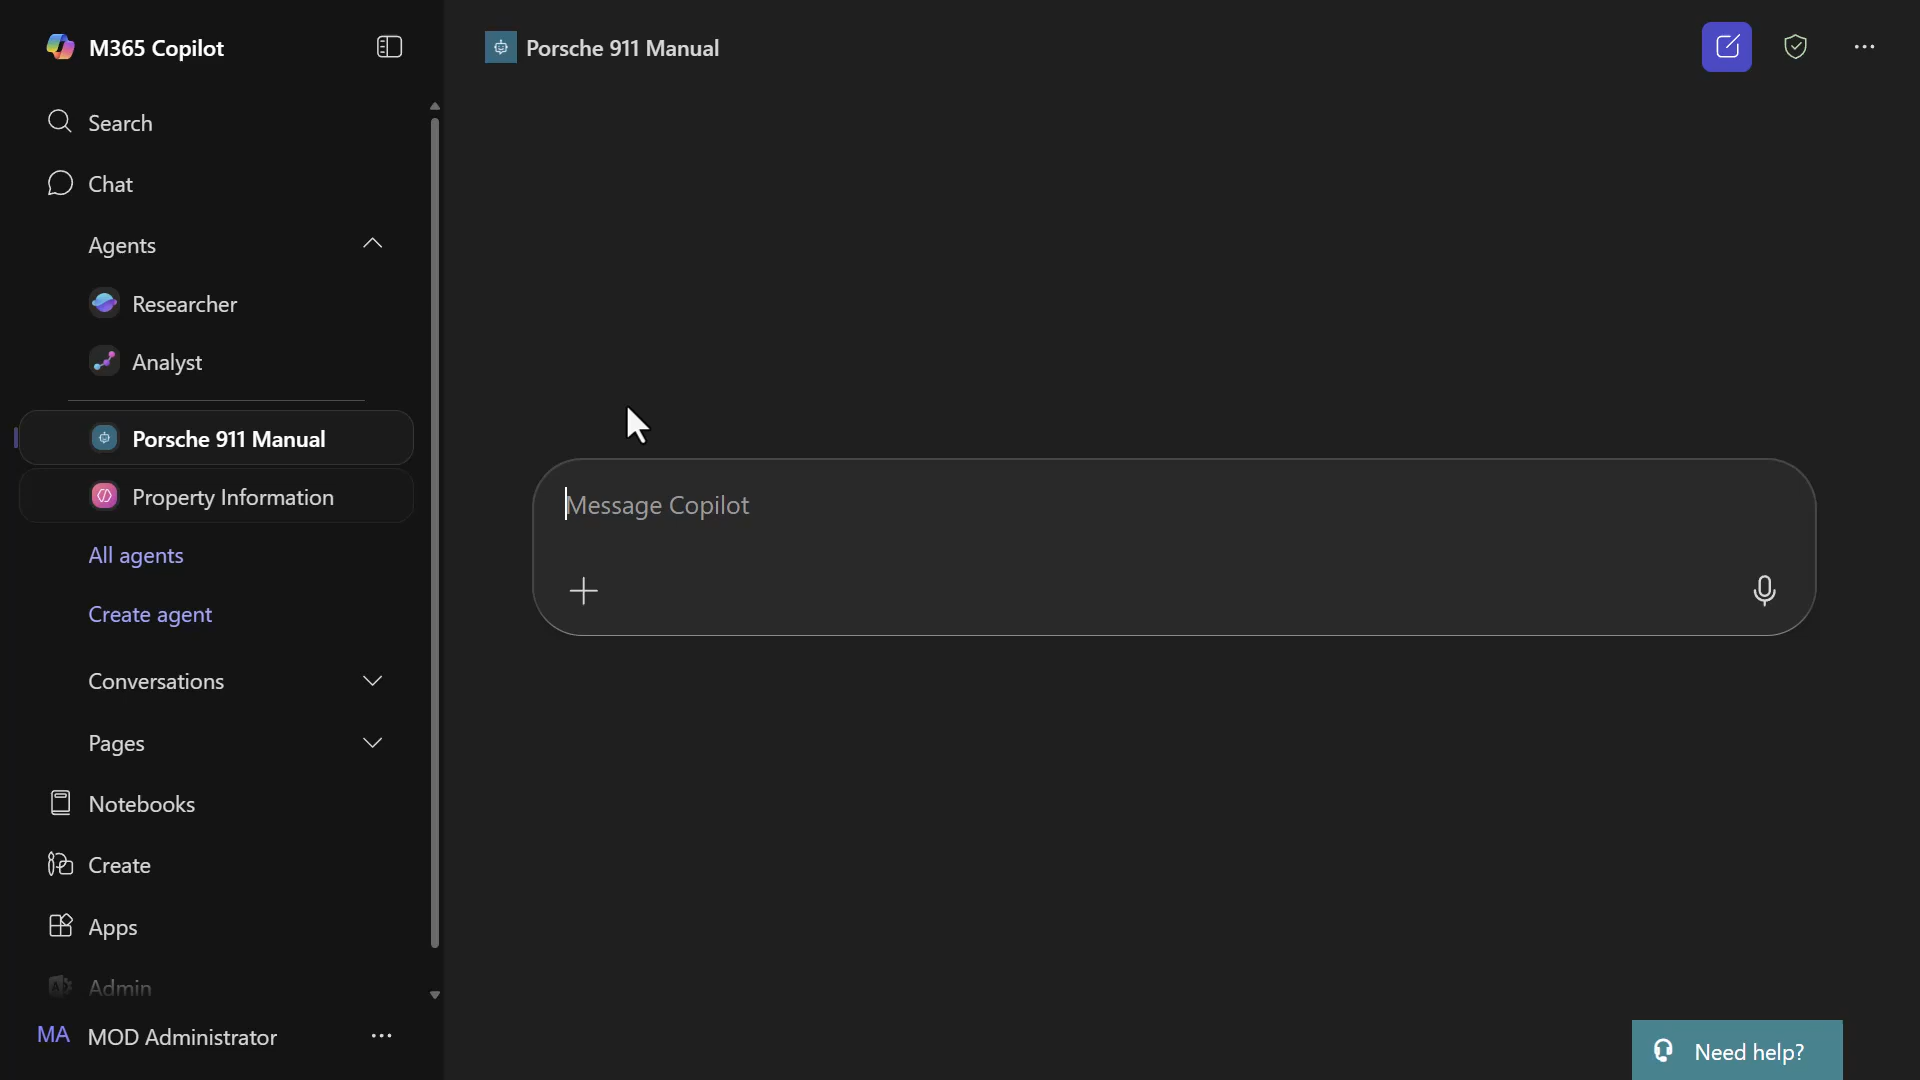 M365 Copilot
Search
Chat
Agents
Researcher
Analyst
Porsche 911 Manual
Property Information
All agents
Create agent
Conversations
Pages
Notebooks
Create
Apps
Admin
MA MOD Administrator
Porsche 911 Manual
Message Copilot
Need help?